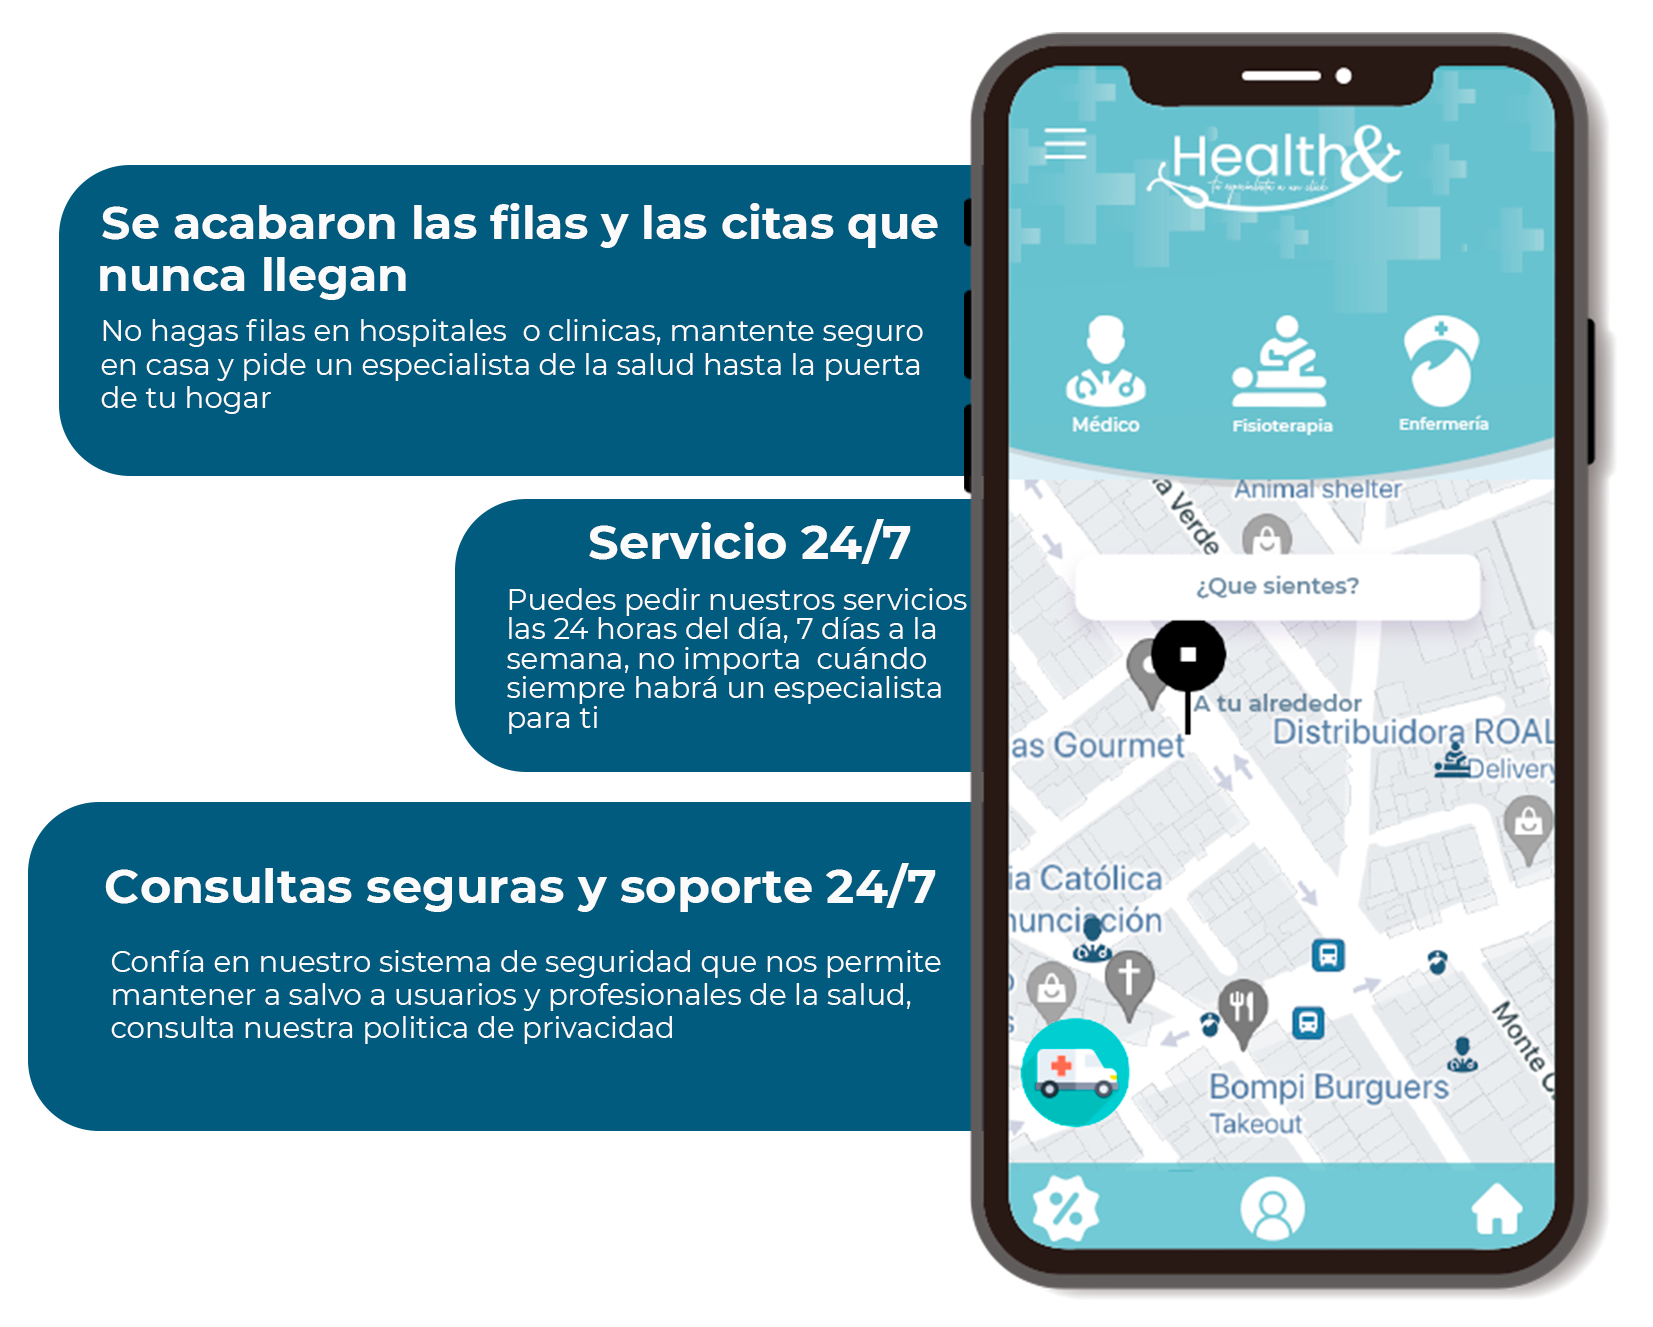 Se acabaron las filas y las citas que
nunca llegan
No hagas filas en hospitales o clinicas, mantente seguro
en casa y pide un especialista de la salud hasta la puerta
de tu hogar
Servicio 24/7
Puedes pedir nuestros servicios
las 24 horas del día, 7 días a la
semana, no importa cuándo
siempre habrá un especialista
para ti
Consultas seguras y soporte 24/7
Confía en nuestro sistema de seguridad que nos permite
mantener a salvo a usuarios y profesionales de la salud,
consulta nuestra politica de privacidad
Health&
tu especialista a un click
Médico
Fisioterapia
Enfermería
Animal shelter
a Verde
¿Que sientes?
A tu alrededor
as Gourmet
Distribuidora ROAL
Delivery
ia Católica
nunciación
Monte C
Bompi Burguers
Takeout